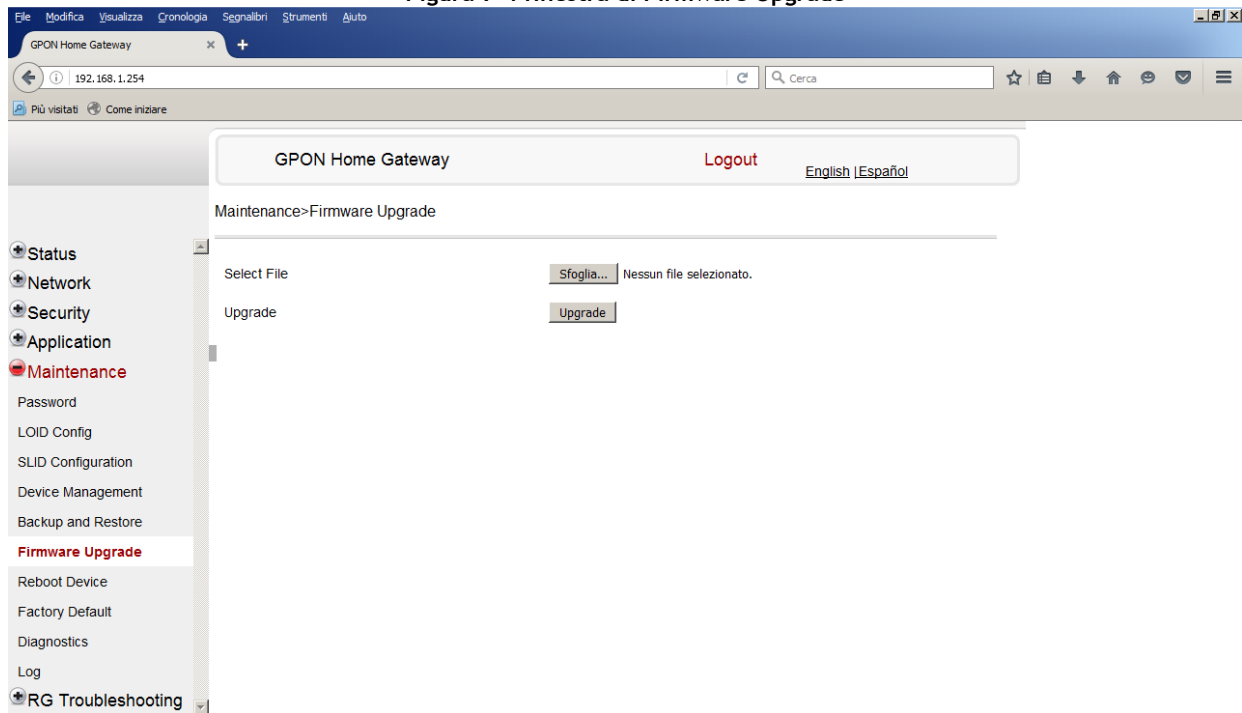 File Modifica Visualizza Cronologia Segnalibri Strumenti Aiuto
GPON Home Gateway
192.168.1.254
Cerca
Più visitati Come iniziare
GPON Home Gateway Logout English | Español
Maintenance>Firmware Upgrade
Status
Network
Security
Application
Maintenance
Password
LOID Config
SLID Configuration
Device Management
Backup and Restore
Firmware Upgrade
Reboot Device
Factory Default
Diagnostics
Log
RG Troubleshooting
Select File Sfoglia... Nessun file selezionato.
Upgrade Upgrade